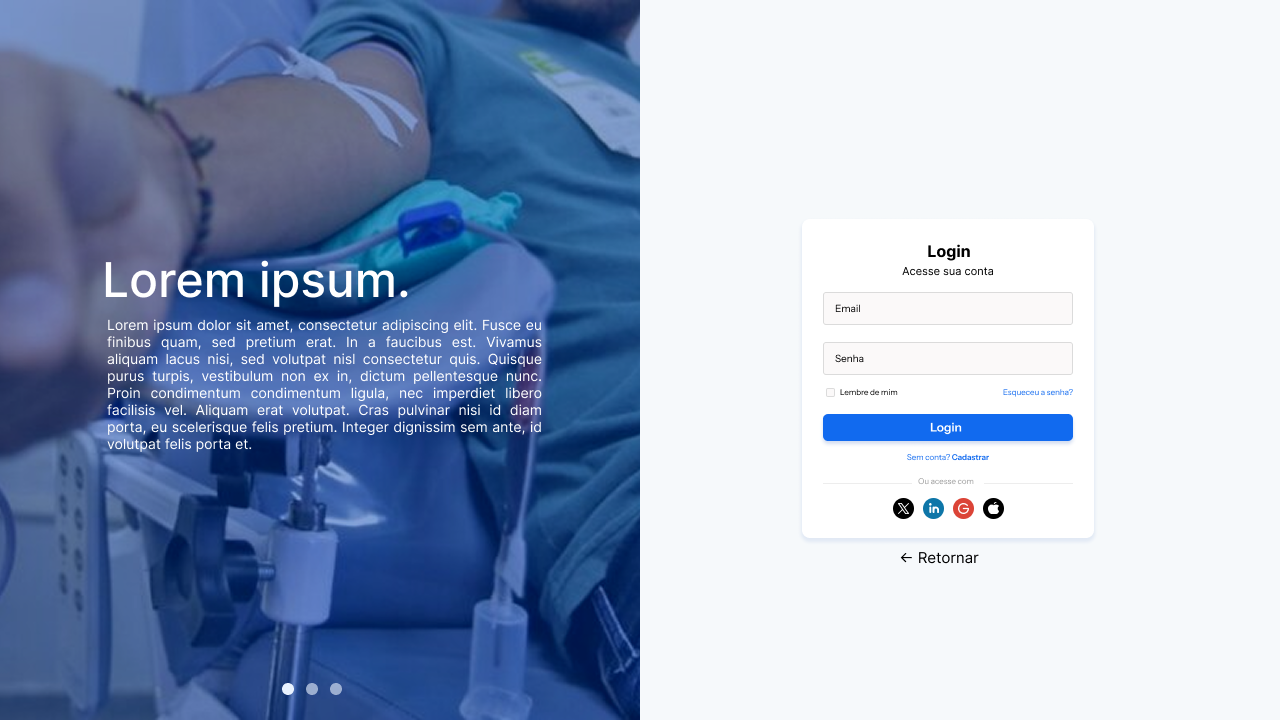 Lorem ipsum.
Lorem ipsum dolor sit amet, consectetur adipiscing elit. Fusce eu
finibus quam, sed pretium erat. In a faucibus est. Vivamus
aliquam lacus nisi, sed volutpat nisl consectetur quis. Quisque
purus turpis, vestibulum non ex in, dictum pellentesque nunc.
Proin condimentum condimentum ligula, nec imperdiet libero
facilisis vel. Aliquam erat volutpat. Cras pulvinar nisi id diam
porta, eu scelerisque felis pretium. Integer dignissim sem ante, id
volutpat felis porta et.
Login
Acesse sua conta
Email
Senha
Lembre de mim
Esqueceu a senha?
Login
Sem conta? Cadastrar
Ou acesse com
← Retornar